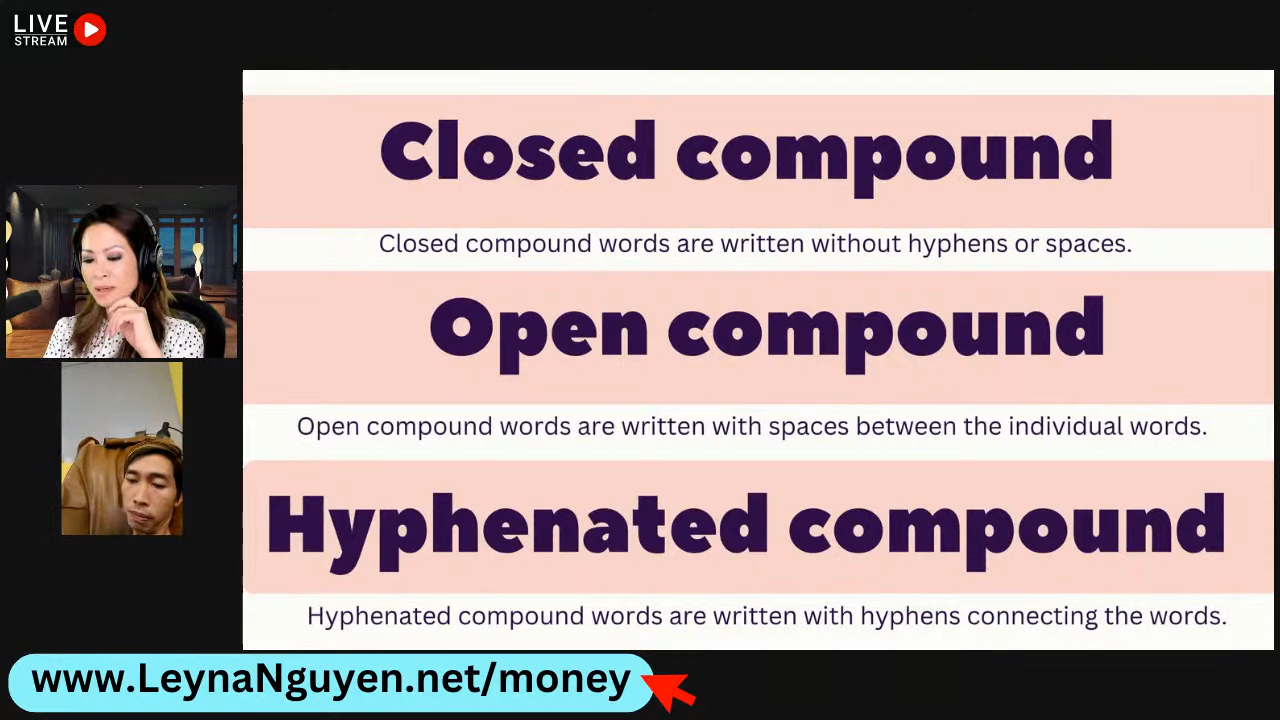 LIVE
STREAM
Closed compound
Closed compound words are written without hyphens or spaces.
Open compound
Open compound words are written with spaces between the individual words.
Hyphenated compound
Hyphenated compound words are written with hyphens connecting the words.
www.LeynaNguyen.net/money